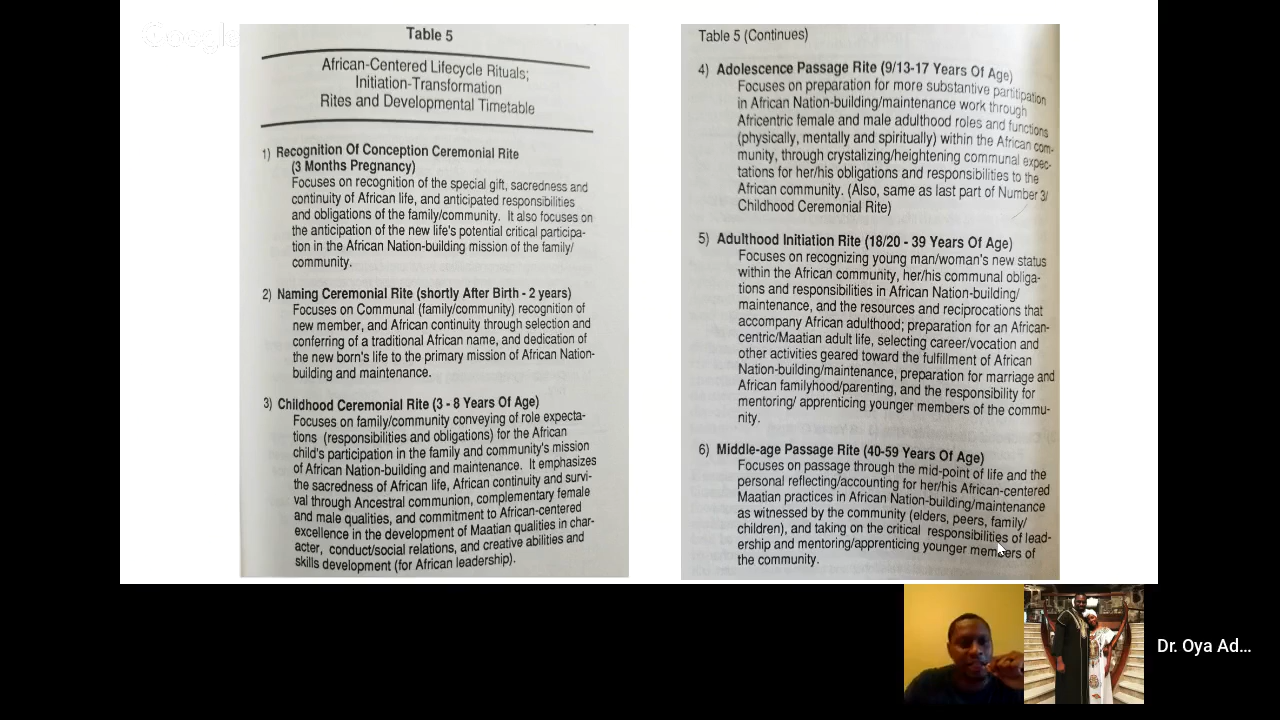 Google
Table 5
African-Centered Lifecycle Rituals;
Initiation-Transformation
Rites and Developmental Timetable
1) Recognition Of Conception Ceremonial Rite
(3 Months Pregnancy)
Focuses on recognition of the special gift, sacredness and
continuity of African life, and anticipated responsibilities
and obligations of the family/community. It also focuses on
the anticipation of the new life's potential critical participa-
tion in the African Nation-building mission of the family/
community.
2) Naming Ceremonial Rite (shortly After Birth - 2 years)
Focuses on Communal (family/community) recognition of
new member, and African continuity through selection and
conferring of a traditional African name, and dedication of
the new born's life to the primary mission of African Nation-
building and maintenance.
3) Childhood Ceremonial Rite (3 - 8 Years Of Age)
Focuses on family/community conveying of role expecta-
tions (responsibilities and obligations) for the African
child's participation in the family and community's mission
of African Nation-building and maintenance. It emphasizes
the sacredness of African life, African continuity and survi-
val through Ancestral communion, complementary female
and male qualities, and commitment to African-centered
excellence in the development of Maatian qualities in char-
acter, conduct/social relations, and creative abilities and
skills development (for African leadership).
Table 5 (Continues)
4) Adolescence Passage Rite (9/13-17 Years Of Age)
Focuses on preparation for more substantive partitipation
in African Nation-building/maintenance work through
Africentric female and male adulthood roles and functions
(physically, mentally and spiritually) within the African com-
munity, through crystalizing/heightening communal expec-
tations for her/his obligations and responsibilities to the
African community. (Also, same as last part of Number 3/
Childhood Ceremonial Rite)
5) Adulthood Initiation Rite (18/20 - 39 Years Of Age)
Focuses on recognizing young man/woman's new status
within the African community, her/his communal obliga-
tions and responsibilities in African Nation-building/
maintenance, and the resources and reciprocations that
accompany African adulthood; preparation for an African-
centric/Maatian adult life, selecting career/vocation and
other activities geared toward the fulfillment of African
Nation-building/maintenance, preparation for marriage and
African familyhood/parenting, and the responsibility for
mentoring/ apprenticing younger members of the commu-
nity.
6) Middle-age Passage Rite (40-59 Years Of Age)
Focuses on passage through the mid-point of life and the
personal reflecting/accounting for her/his African-centered
Maatian practices in African Nation-building/maintenance
as witnessed by the community (elders, peers, family/
children), and taking on the critical responsibilities of lead-
ership and mentoring/apprenticing younger members of
the community.
Dr. Oya Ad...